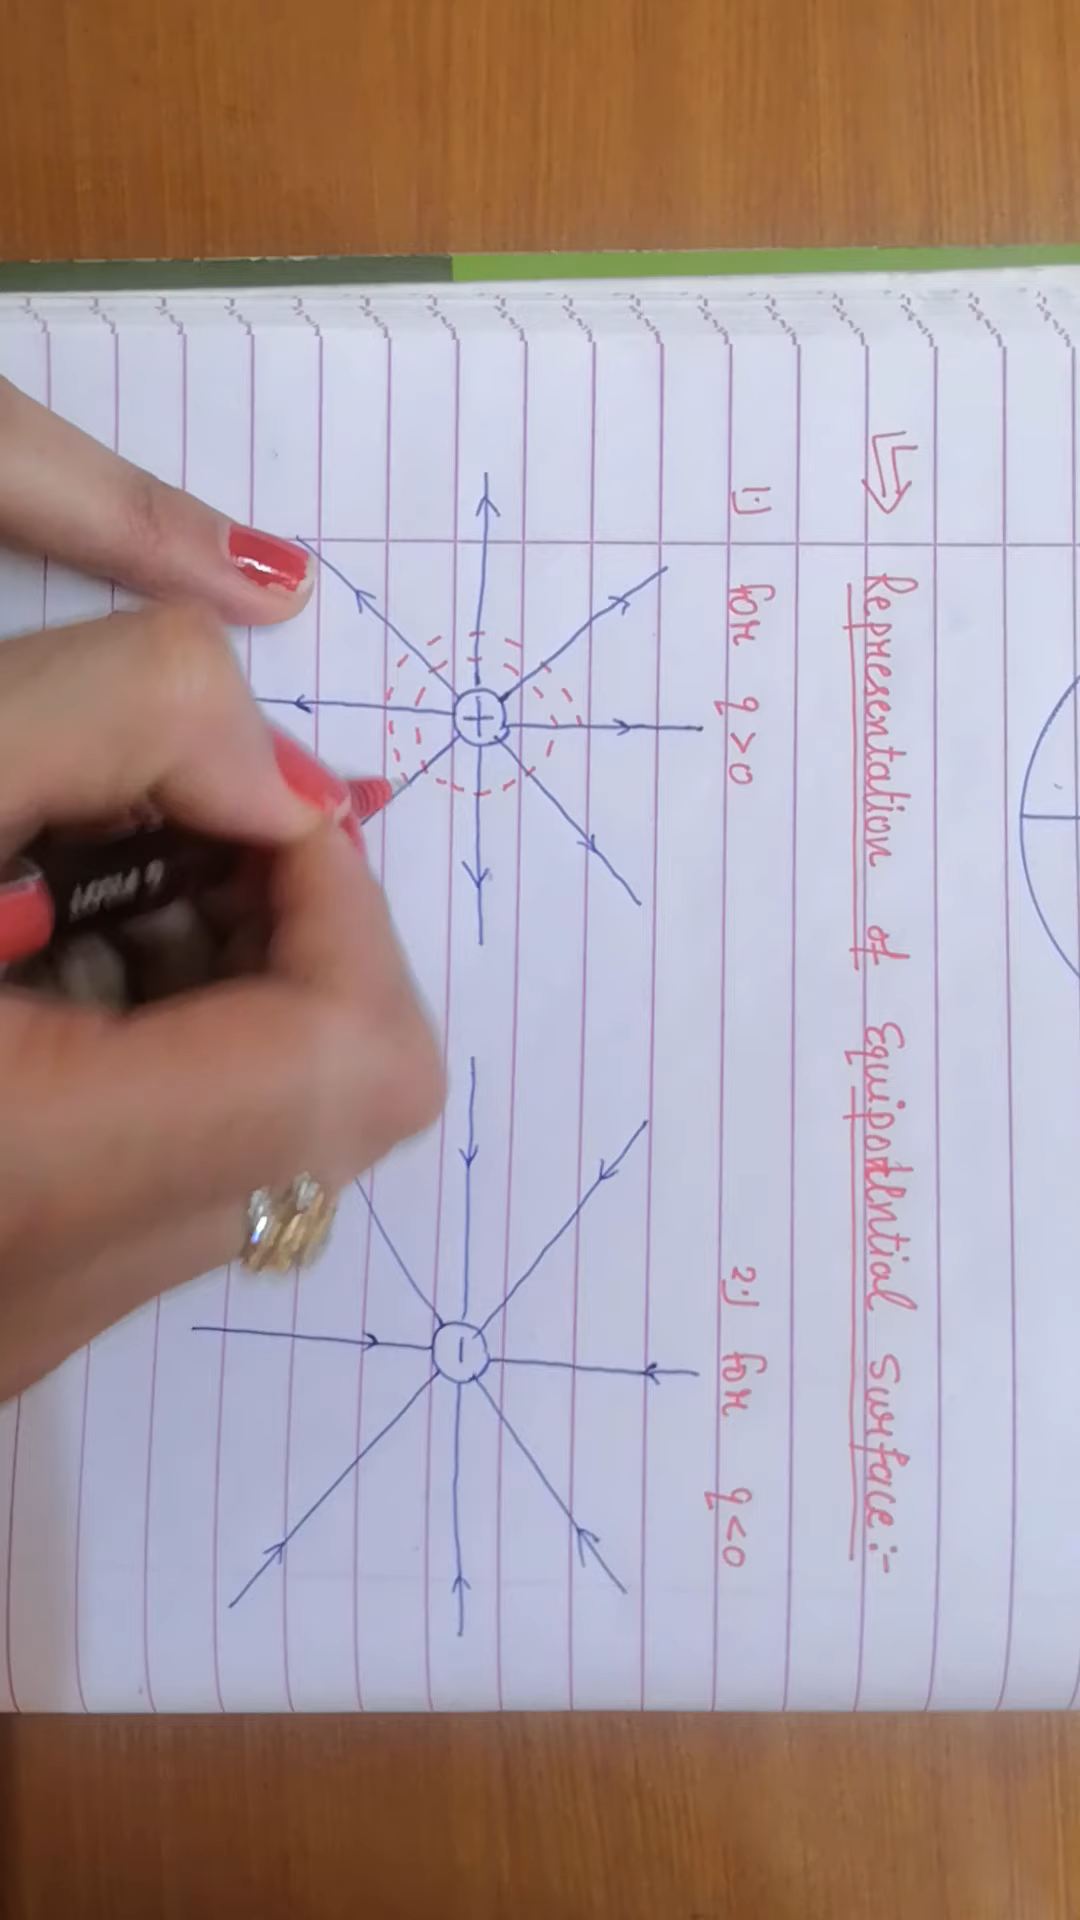 Representation of Equipotential Surface :-
1.) for q > 0
2.) for q < 0
+
-